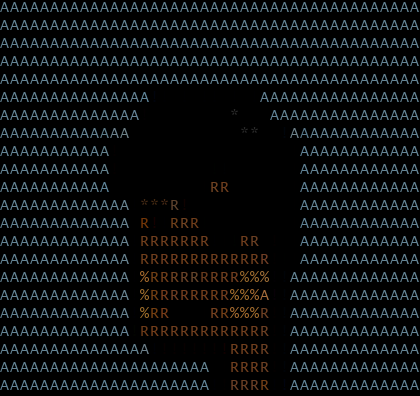 AAAAAAAAAAAAAAAAAAAAAAAAAAAAAAAAAAAAAAAAAA
AAAAAAAAAAAAAAAAAAAAAAAAAAAAAAAAAAAAAAAAAA
AAAAAAAAAAAAAAAAAAAAAAAAAAAAAAAAAAAAAAAAAA
AAAAAAAAAAAAAAAAAAAAAAAAAAAAAAAAAAAAAAAAAA
AAAAAAAAAAAAAAAAAAAAAAAAAAAAAAAAAAAAAAAAAA
AAAAAAAAAAAAAAA           AAAAAAAAAAAAAAAA
AAAAAAAAAAAAAA         *   AAAAAAAAAAAAAAA
AAAAAAAAAAAAA           **   AAAAAAAAAAAAA
AAAAAAAAAAA                   AAAAAAAAAAAA
AAAAAAAAAAA                   AAAAAAAAAAAA
AAAAAAAAAAA          RR       AAAAAAAAAAAA
AAAAAAAAAAAAA ***R            AAAAAAAAAAAA
AAAAAAAAAAAAA R  RRR          AAAAAAAAAAAA
AAAAAAAAAAAAA RRRRRRR   RR    AAAAAAAAAAAA
AAAAAAAAAAAAA RRRRRRRRRRRRR   AAAAAAAAAAAA
AAAAAAAAAAAAA %RRRRRRRRR%%%  AAAAAAAAAAAAA
AAAAAAAAAAAAA %RRRRRRRR%%%A  AAAAAAAAAAAAA
AAAAAAAAAAAAA %RR    RR%%%R  AAAAAAAAAAAAA
AAAAAAAAAAAAA RRRRRRRRRRRRR  AAAAAAAAAAAAA
AAAAAAAAAAAAAAA        RRRR  AAAAAAAAAAAAA
AAAAAAAAAAAAAAAAAAAAA  RRRR  AAAAAAAAAAAAA
AAAAAAAAAAAAAAAAAAAAA  RRRR  AAAAAAAAAAAAA